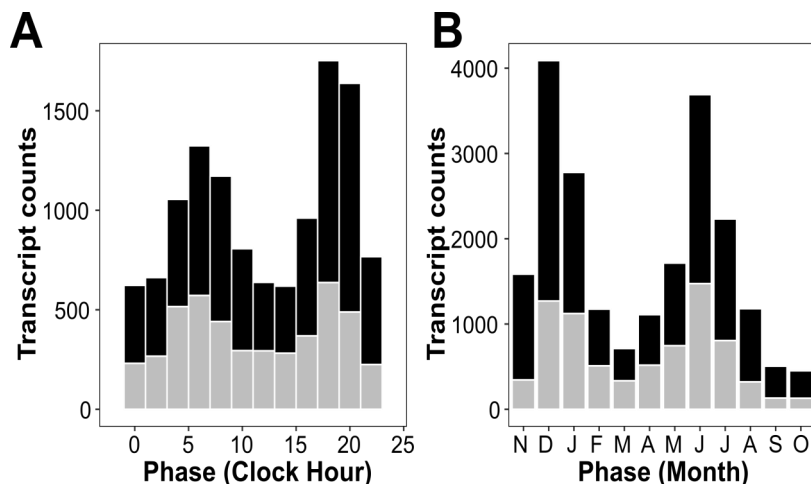 A
B
Transcript counts
1500
1000
500
0
0 5 10 15 20 25
Phase (Clock Hour)
Transcript counts
4000
3000
2000
1000
0
N D J F M A M J J A S O
Phase (Month)